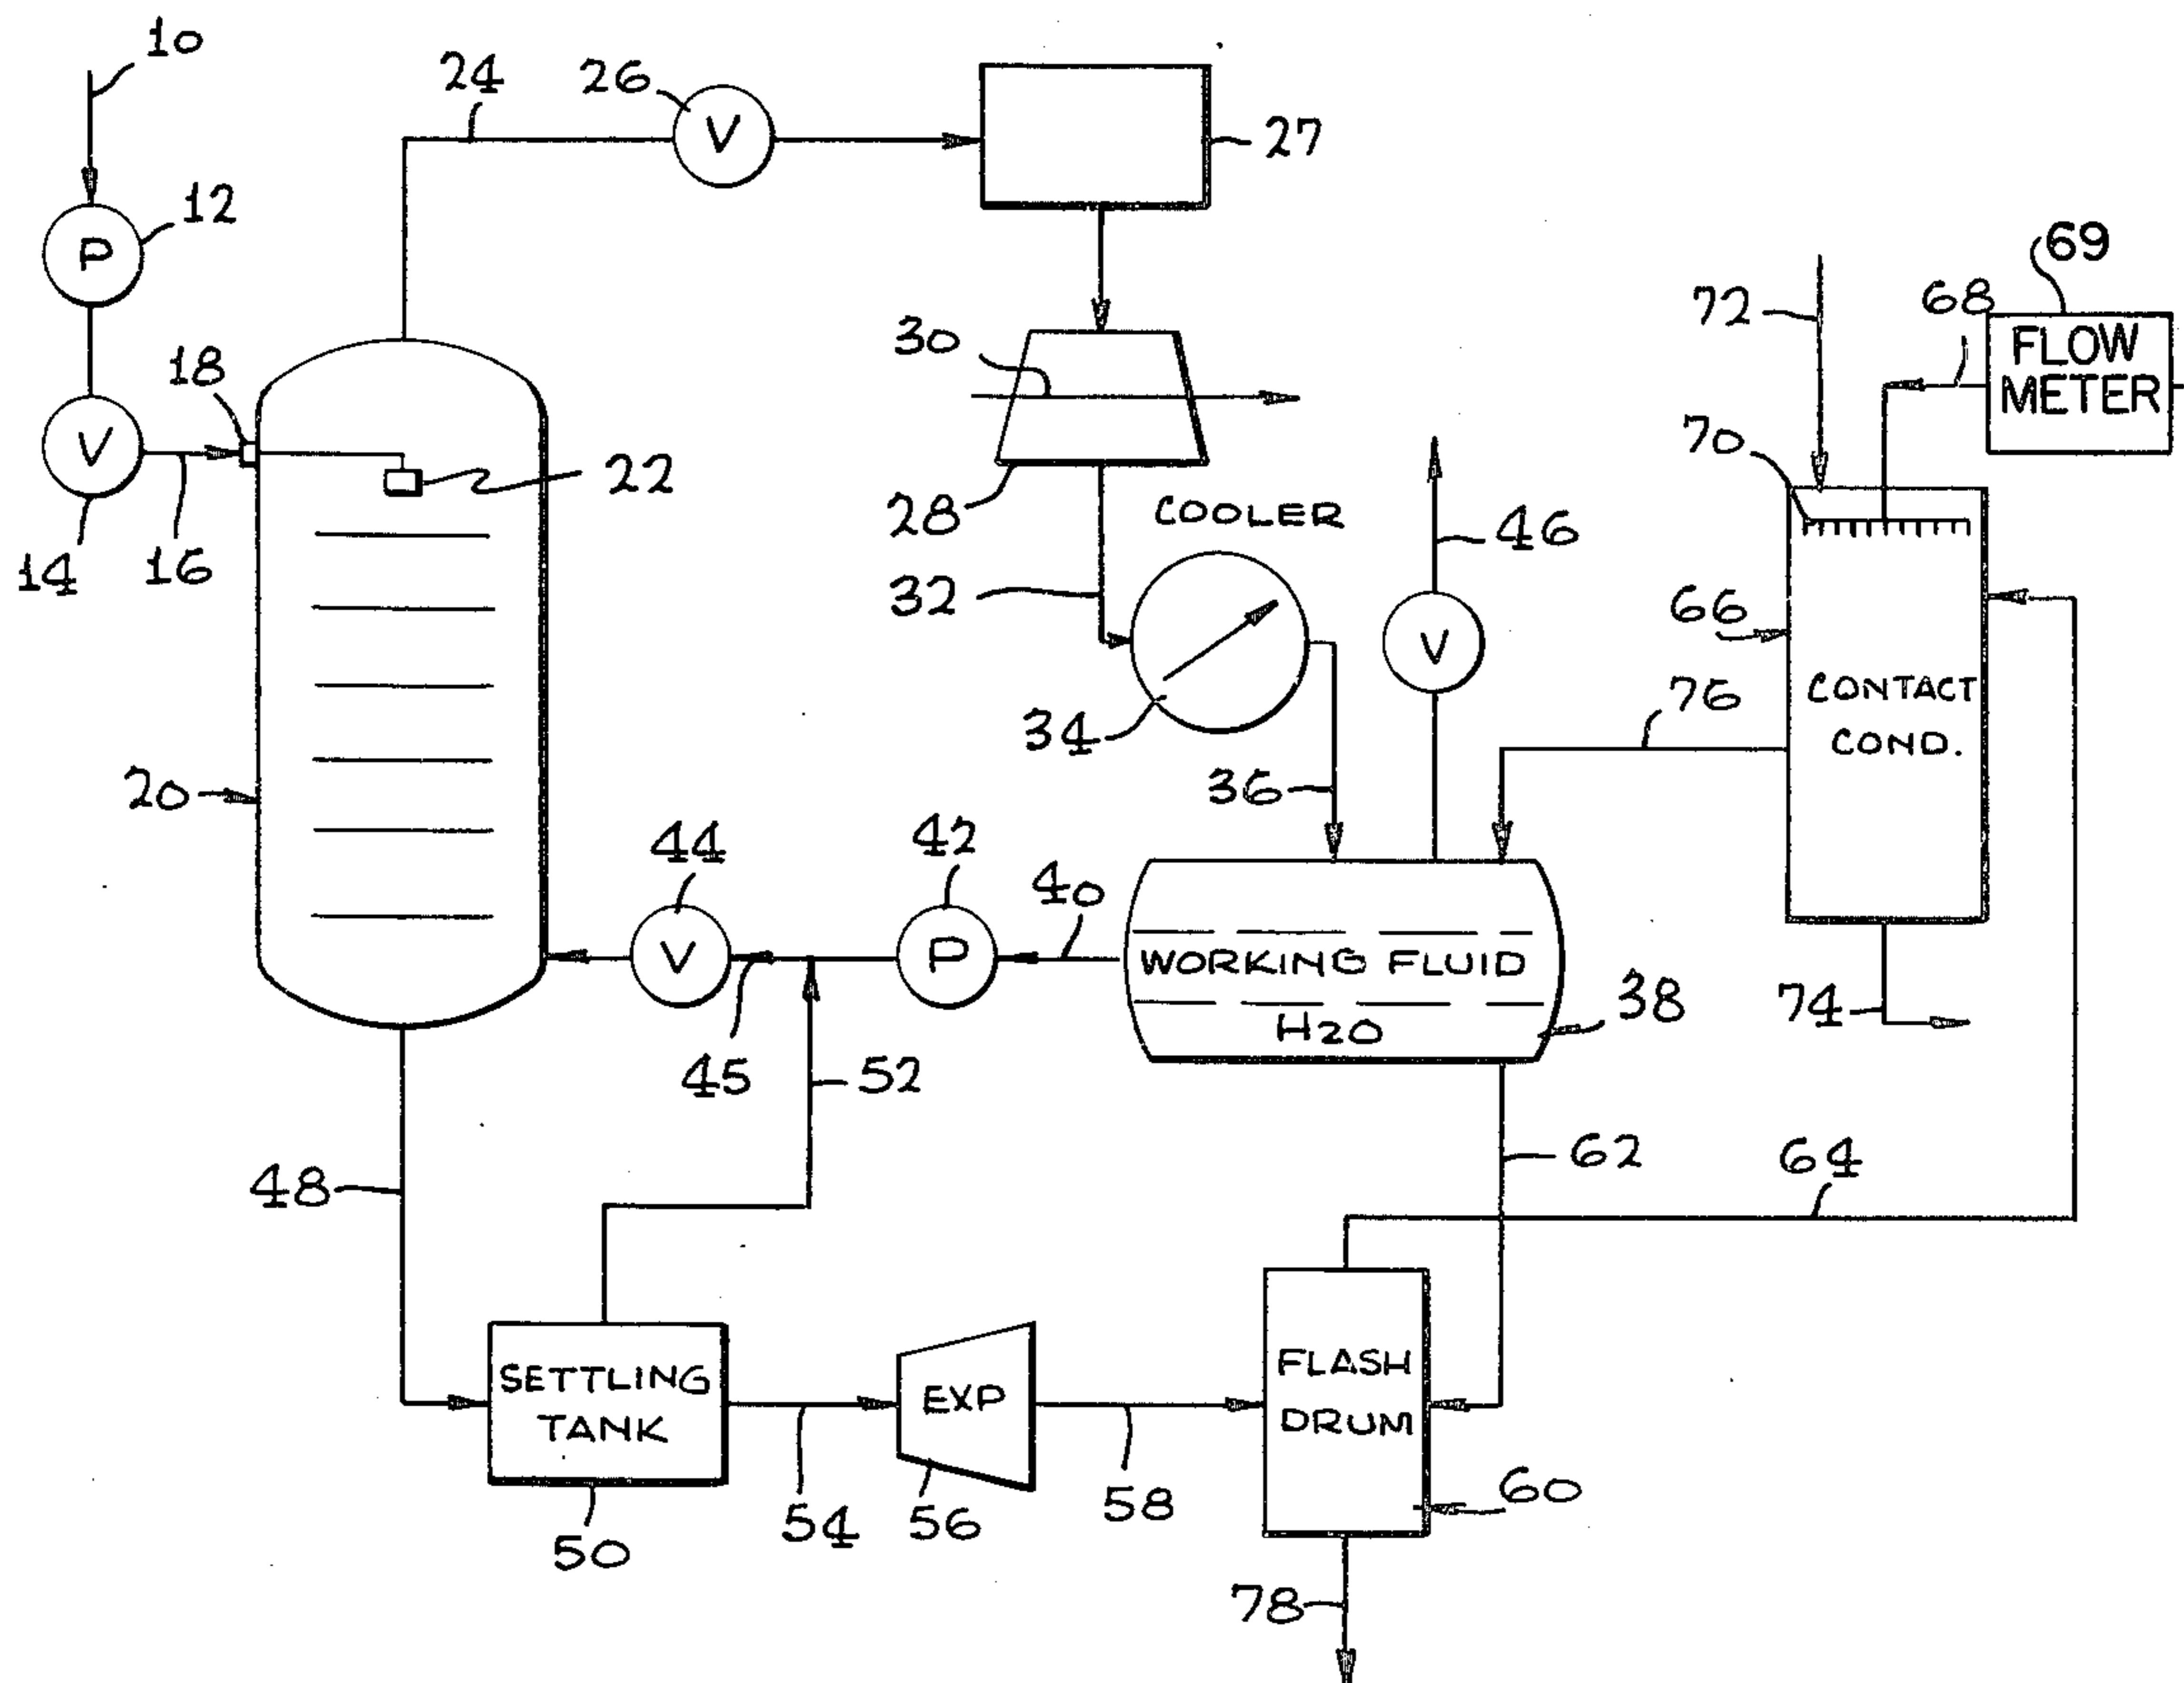 10
24
26
V
27
12
P
69
72
68
FLOW
METER
30
18
V
22
70
28
COOLER
46
14
16
32
66
V
CONTACT
COND.
34
76
36
20
44
42
40
V
P
WORKING FLUID
H2O
38
74
45
52
62
64
48
SETTLING
TANK
EXP
FLASH
DRUM
54
56
58
60
50
78